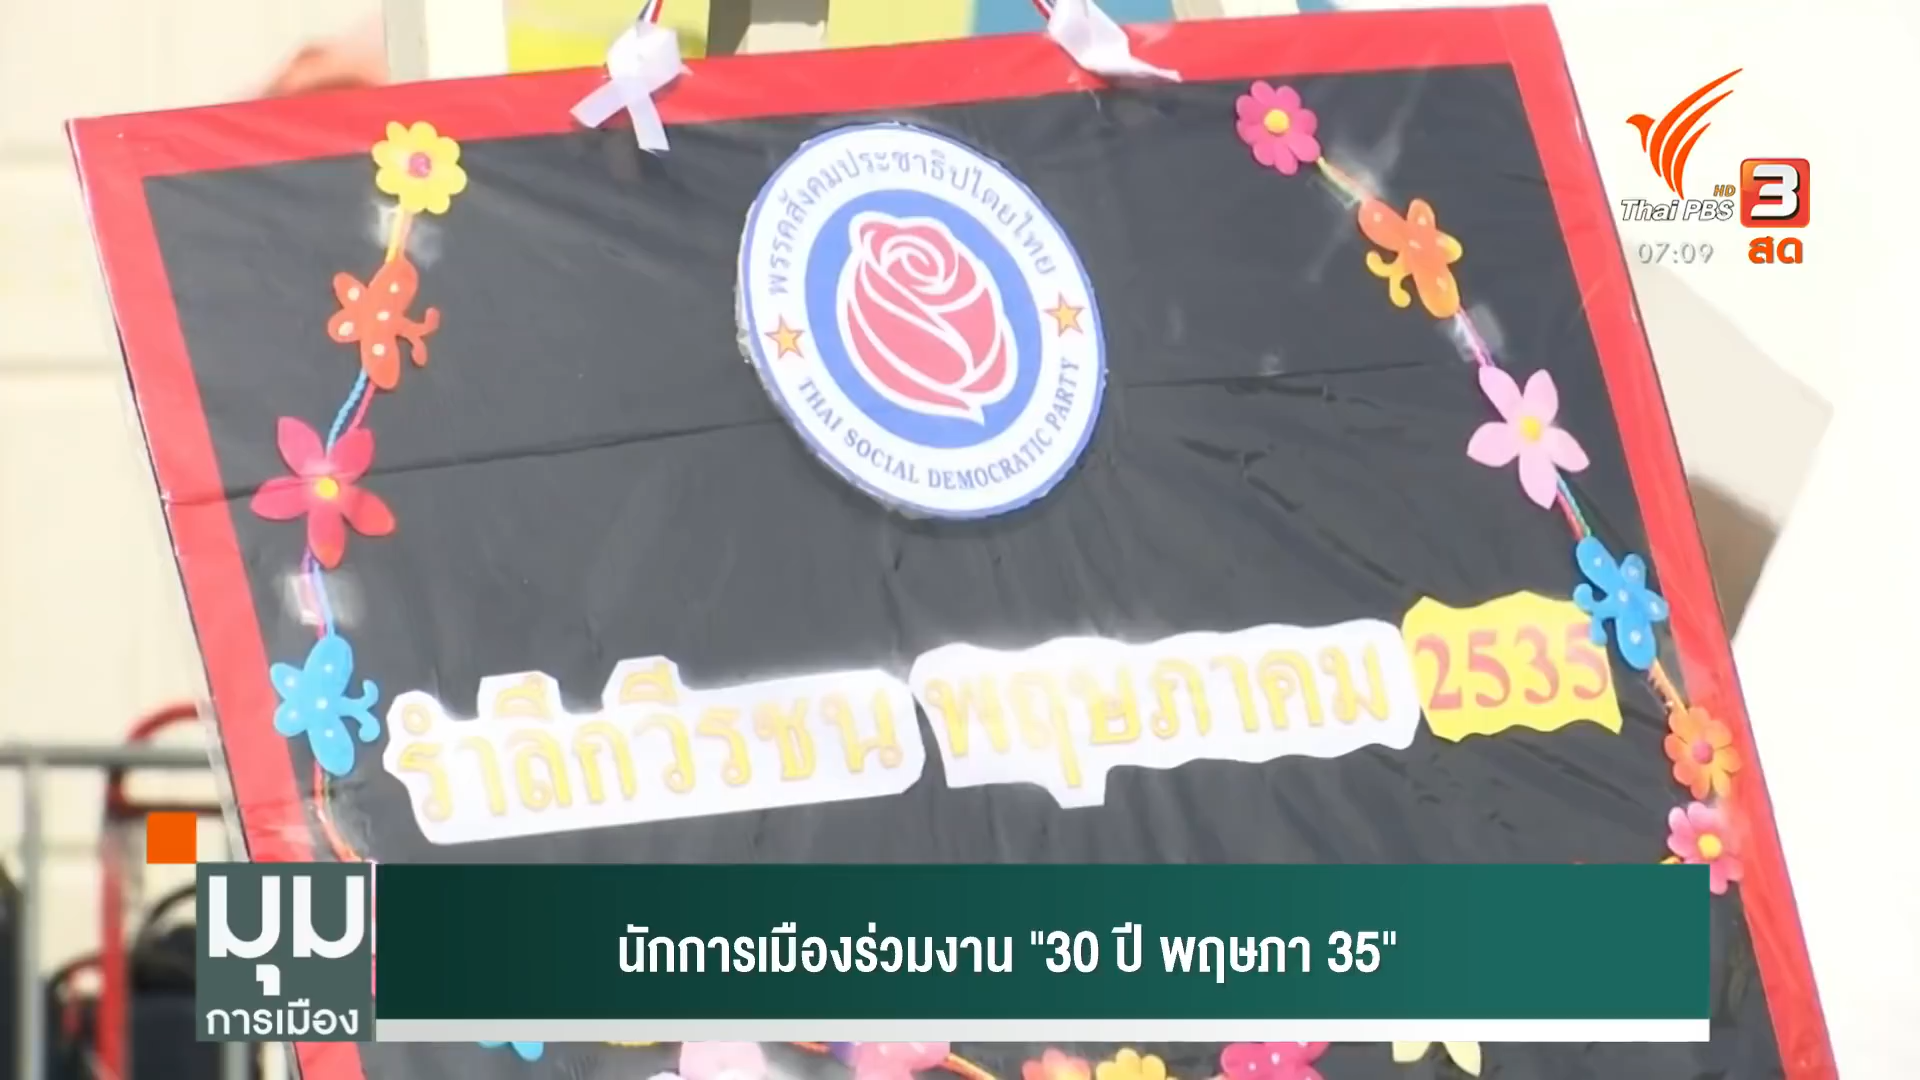 พรรคสังคมประชาธิปไตยไทย
THAI SOCIAL DEMOCRATIC PARTY
HD
Thai PBS 3
07:09 สด
รำลึกวีรชน พฤษภาคม 2535
มุม
การเมือง
นักการเมืองร่วมงาน "30 ปี พฤษภา 35"